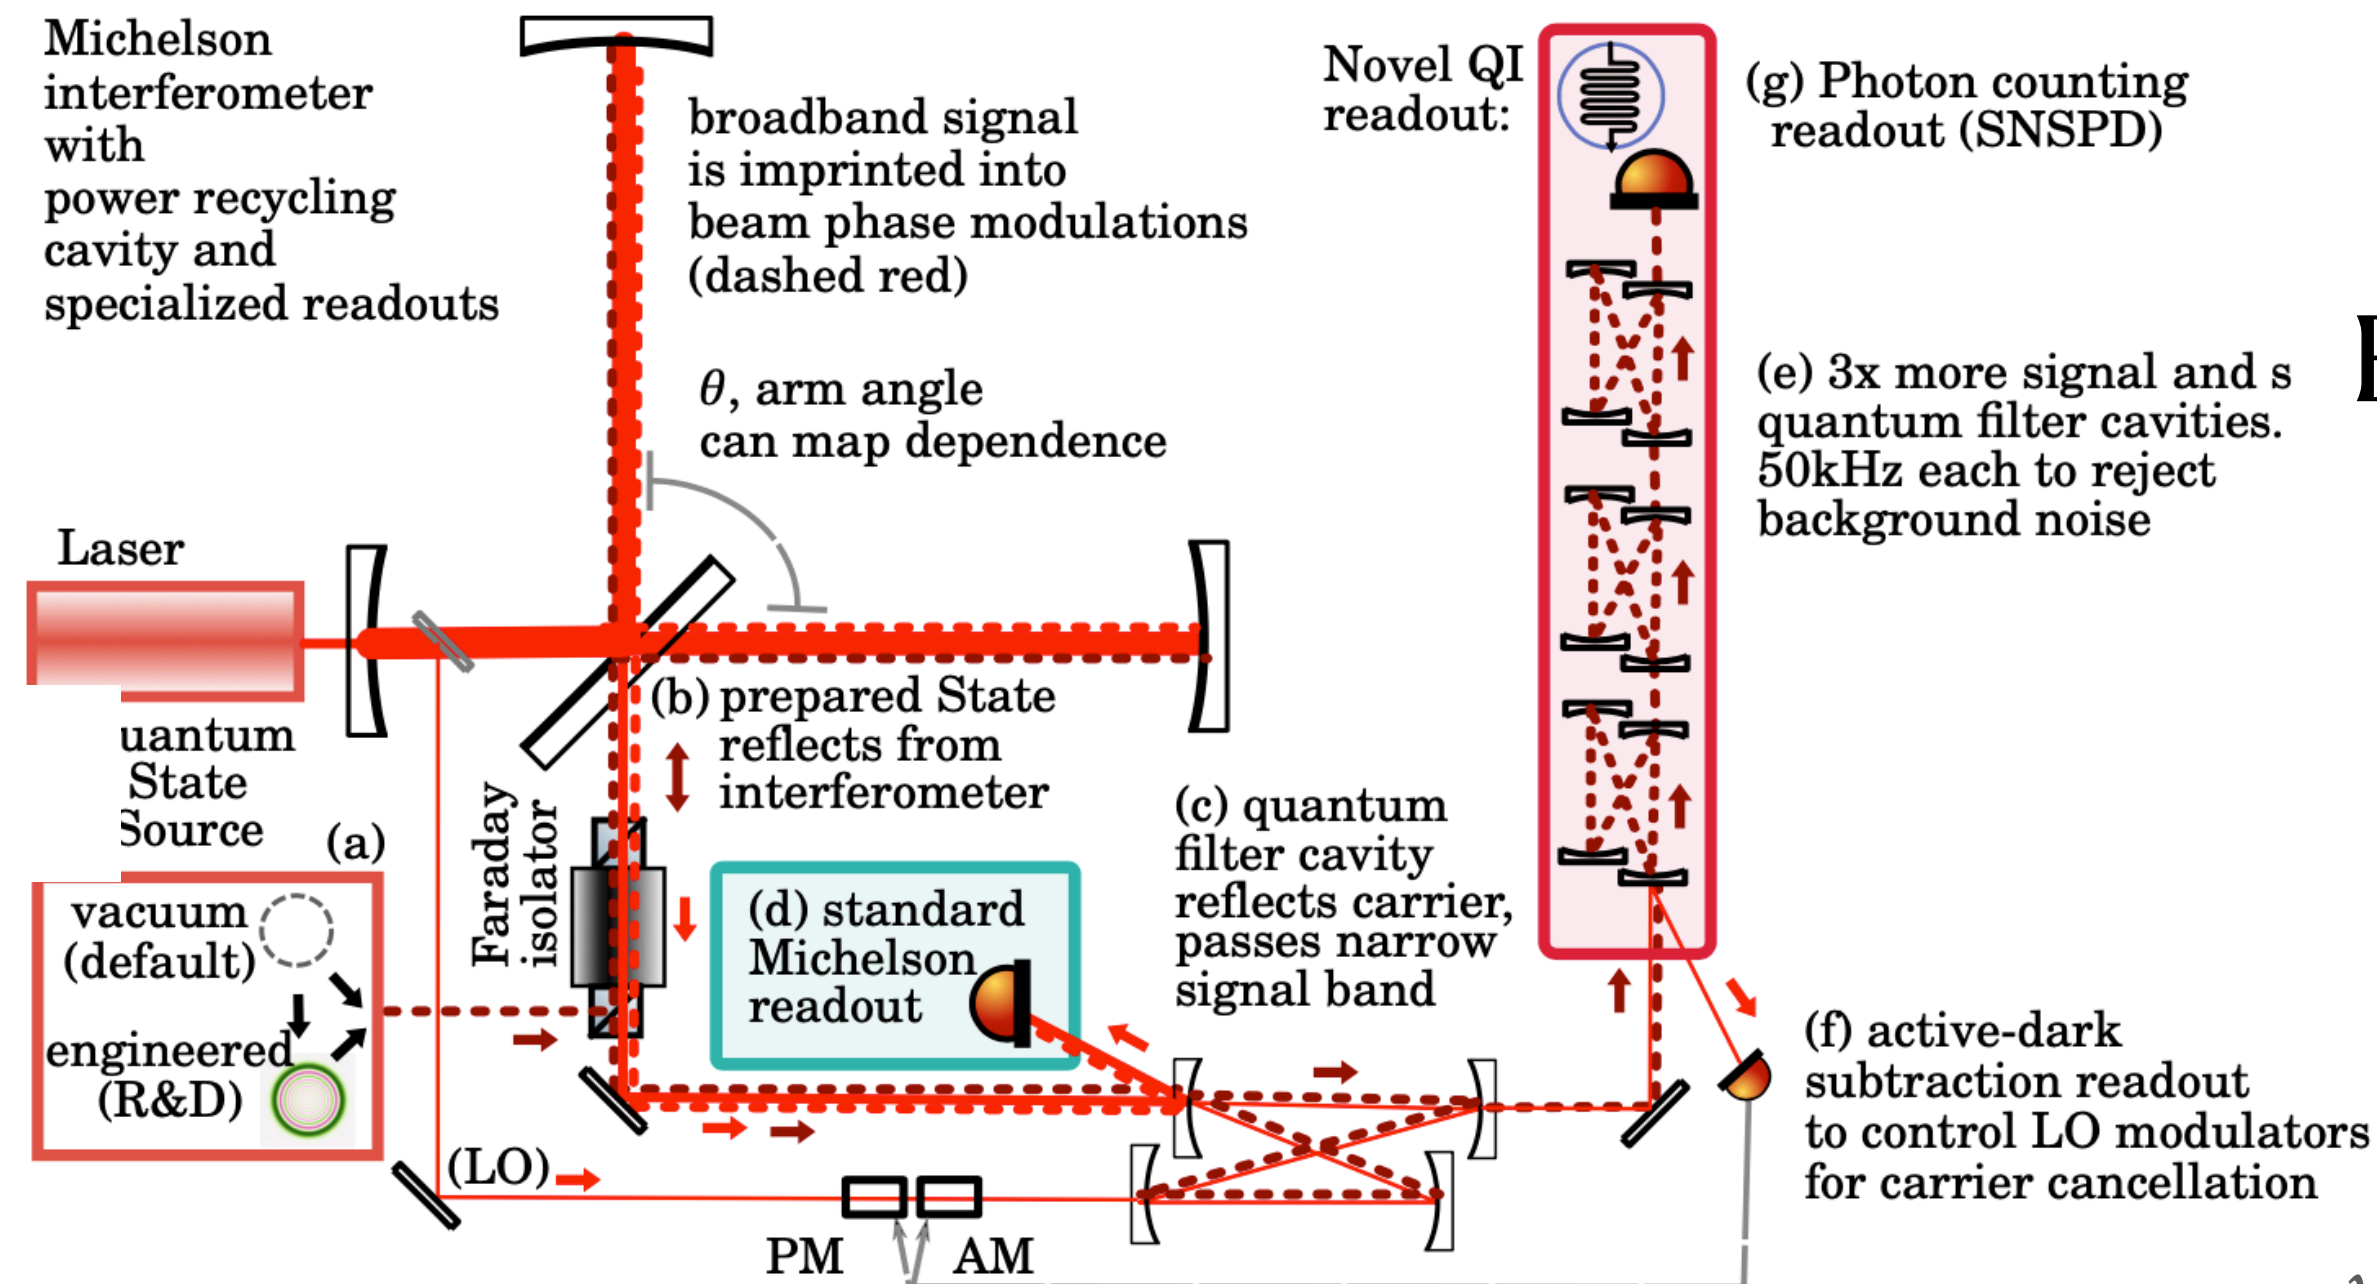 Michelson
interferometer
with
power recycling
cavity and
specialized readouts
broadband signal
is imprinted into
beam phase modulations
(dashed red)
θ, arm angle
can map dependence
Novel QI
readout:
(g) Photon counting
readout (SNSPD)
(e) 3x more signal and s
quantum filter cavities.
50kHz each to reject
background noise
Laser
uantum
State
Source
(a)
vacuum
(default)
engineered
(R&D)
Faraday
isolator
(b) prepared State
reflects from
interferometer
(d) standard
Michelson
readout
(c) quantum
filter cavity
reflects carrier,
passes narrow
signal band
(f) active-dark
subtraction readout
to control LO modulators
for carrier cancellation
(LO)
PM
AM